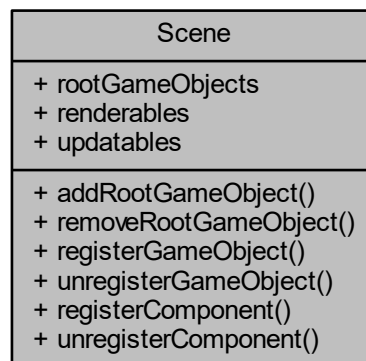 Scene
+ rootGameObjects
+ renderables
+ updatables
+ addRootGameObject()
+ removeRootGameObject()
+ registerGameObject()
+ unregisterGameObject()
+ registerComponent()
+ unregisterComponent()